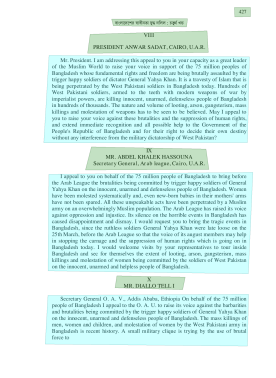 427
VIII
PRESIDENT ANWAR SADAT, CAIRO, U.A.R.
Mr. President. I am addressing this appeal to you in your capacity as a great leader
of the Muslim World to raise your voice in support of the 75 million peoples of
Bangladesh whose fundamental rights and freedom are being brutally assaulted by the
trigger happy soldiers of dictator General Yahya Khan. It is a travesty of Islam that is
being perpetrated by the West Pakistani soldiers in Bangladesh today. Hundreds of
West Pakistani soldiers, armed to the teeth with modern weapons of war by
imperialist powers, are killing innocent, unarmed, defenseless people of Bangladesh
in hundreds of thousands. The nature and volume of looting, arson, gangsterism, mass
killings and molestation of weapons has to be seen to be believed. May I appeal to
you to raise your voice against these brutalities and the suppression of human rights,
and extend immediate recognition and all possible help to the Government of the
People's Republic of Bangladesh and for their right to decide their own destiny
without any interference from the military dictatorship of West Pakistan?
IX
MR. ABDEL KHALEK HASSOUNA
Secretary General, Arab league, Cairo, U.A.R.
I appeal to you on behalf of the 75 million people of Bangladesh to bring before
the Arab League the brutalities being committed by trigger happy soldiers of General
Yahya Khan on the innocent, unarmed and defenseless people of Bangladesh. Women
have been molested systematically and, even new-born babies in their mothers' arms
have not been spared. All these unspeakable acts have been perpetrated by a Muslim
army on an overwhelmingly Muslim population. The Arab League has raised its voice
against oppression and injustice. Its silence on the horrible events in Bangladesh has
caused disappointment and dismay. I would request you to bring the tragic events in
Bangladesh, since the ruthless soldiers General Yahya Khan were let loose on the
25th March, before the Arab League so that the voice of its august members may help
in stopping the carnage and the suppression of human rights which is going on in
Bangladesh today. I would welcome visits by your representatives to tour inside
Bangladesh and see for themselves the extent of looting, arson, gangsterism, mass
killings and molestation of women being committed by the soldiers of West Pakistan
on the innocent, unarmed and helpless people of Bangladesh.
X
MR. DIALLO TELL I
Secretary General O. A. V., Addis Ababa, Ethiopia On behalf of the 75 million
people of Bangladesh I appeal to the O. A. U. to raise its voice against the barbarities
and brutalities being committed by the trigger happy soldiers of General Yahya Khan
on the innocent, unarmed and defenseless people of Bangladesh. The mass killings of
men, women and children, and molestation of women by the West Pakistani army in
Bangladesh is recent history. A small military clique is trying by the use of brutal
force to